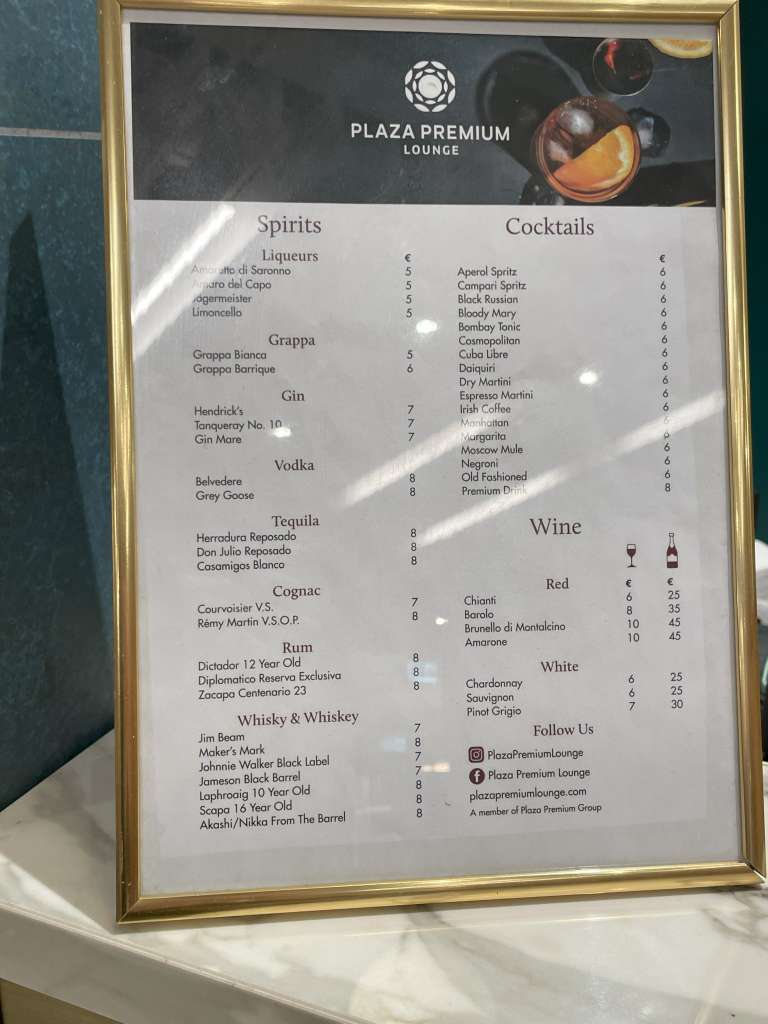 PLAZA PREMIUM
LOUNGE
Spirits
Liqueurs €
Amaretto di Saronno 5
Amaro del Capo 5
Jägermeister 5
Limoncello 5
Grappa
Grappa Bianca 5
Grappa Barrique 6
Gin
Hendrick's 7
Tanqueray No. 10 7
Gin Mare 7
Vodka
Belvedere 8
Grey Goose 8
Tequila
Herradura Reposado 8
Don Julio Reposado 8
Casamigos Blanco 8
Cognac
Courvoisier V.S. 7
Rémy Martin V.S.O.P. 8
Rum
Dictador 12 Year Old 8
Diplomatico Reserva Exclusiva 8
Zacapa Centenario 23 8
Whisky & Whiskey
Jim Beam 7
Maker's Mark 8
Johnnie Walker Black Label 7
Jameson Black Barrel 7
Laphroaig 10 Year Old 8
Scapa 16 Year Old 8
Akashi/Nikka From The Barrel 8
Cocktails
€
Aperol Spritz 6
Campari Spritz 6
Black Russian 6
Bloody Mary 6
Bombay Tonic 6
Cosmopolitan 6
Cuba Libre 6
Daiquiri 6
Dry Martini 6
Espresso Martini 6
Irish Coffee 6
Manhattan 6
Margarita 6
Moscow Mule 6
Negroni 6
Old Fashioned 6
Premium Drink 8
Wine
Red € €
Chianti 6 25
Barolo 8 35
Brunello di Montalcino 10 45
Amarone 10 45
White
Chardonnay 6 25
Sauvignon 6 25
Pinot Grigio 7 30
Follow Us
PlazaPremiumLounge
Plaza Premium Lounge
plazapremiumlounge.com
A member of Plaza Premium Group